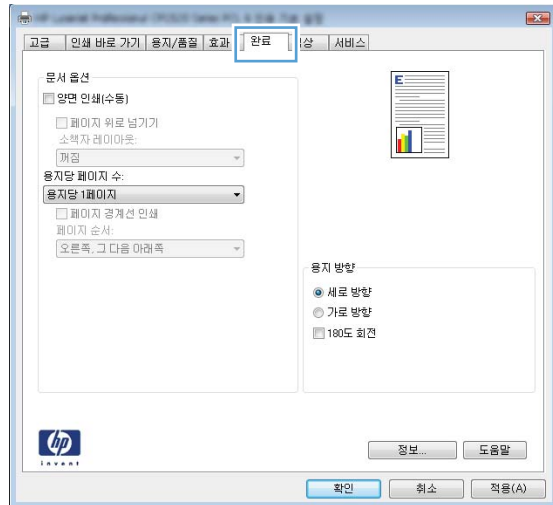 고급 인쇄 바로 가기 용지/품질 효과 완료 서비스
문서 옵션
양면 인쇄(수동)
페이지 위로 넘기기
소책자 레이아웃:
꺼짐
용지당 페이지 수:
용지당 1페이지
페이지 경계선 인쇄
페이지 순서:
오른쪽, 그 다음 아래쪽
E
용지 방향
세로 방향
가로 방향
180도 회전
hp
invent
정보... 도움말
확인 취소 적용(A)